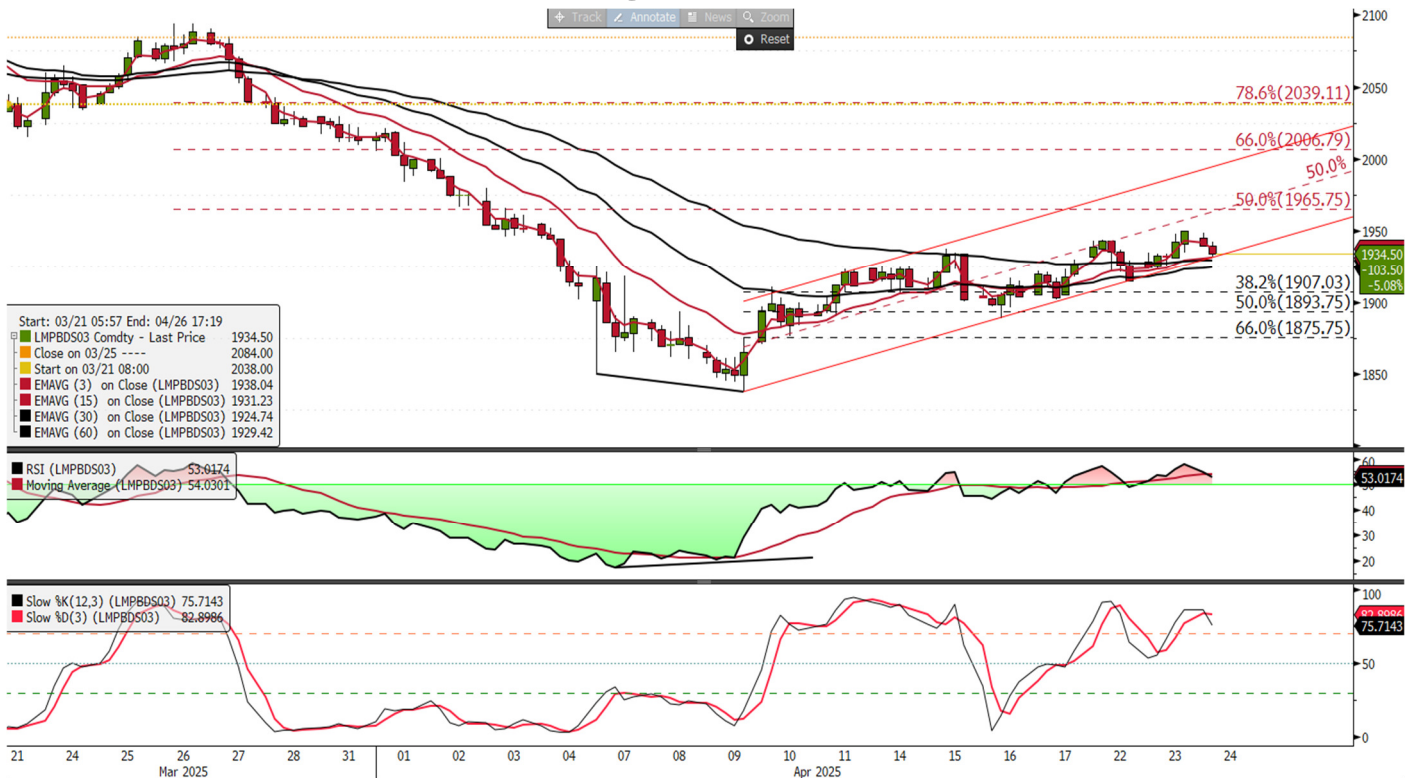 Track Annotate News Zoom
Reset
2100
2050
2000
1950
1900
1850
78.6%(2039.11)
66.0%(2006.79)
50.0%
50.0%(1965.75)
1934.50
-103.50
-5.08%
38.2%(1907.03)
50.0%(1893.75)
66.0%(1875.75)
Start: 03/21 05:57 End: 04/26 17:19
LMPBDS03 Comdty - Last Price 1934.50
Close on 03/25 ---- 2084.00
Start on 03/21 08:00 2038.00
EMAVG (3) on Close (LMPBDS03) 1938.04
EMAVG (15) on Close (LMPBDS03) 1931.23
EMAVG (30) on Close (LMPBDS03) 1924.74
EMAVG (60) on Close (LMPBDS03) 1929.42
RSI (LMPBDS03) 53.0174
Moving Average (LMPBDS03) 54.0301
60
53.0174
40
30
20
Slow %K(12,3) (LMPBDS03) 75.7143
Slow %D(3) (LMPBDS03) 82.8986
100
82.8986
75.7143
50
0
21 24 25 26 27 28 31 01 02 03 04 07 08 09 10 11 14 15 16 17 22 23 24
Mar 2025 Apr 2025